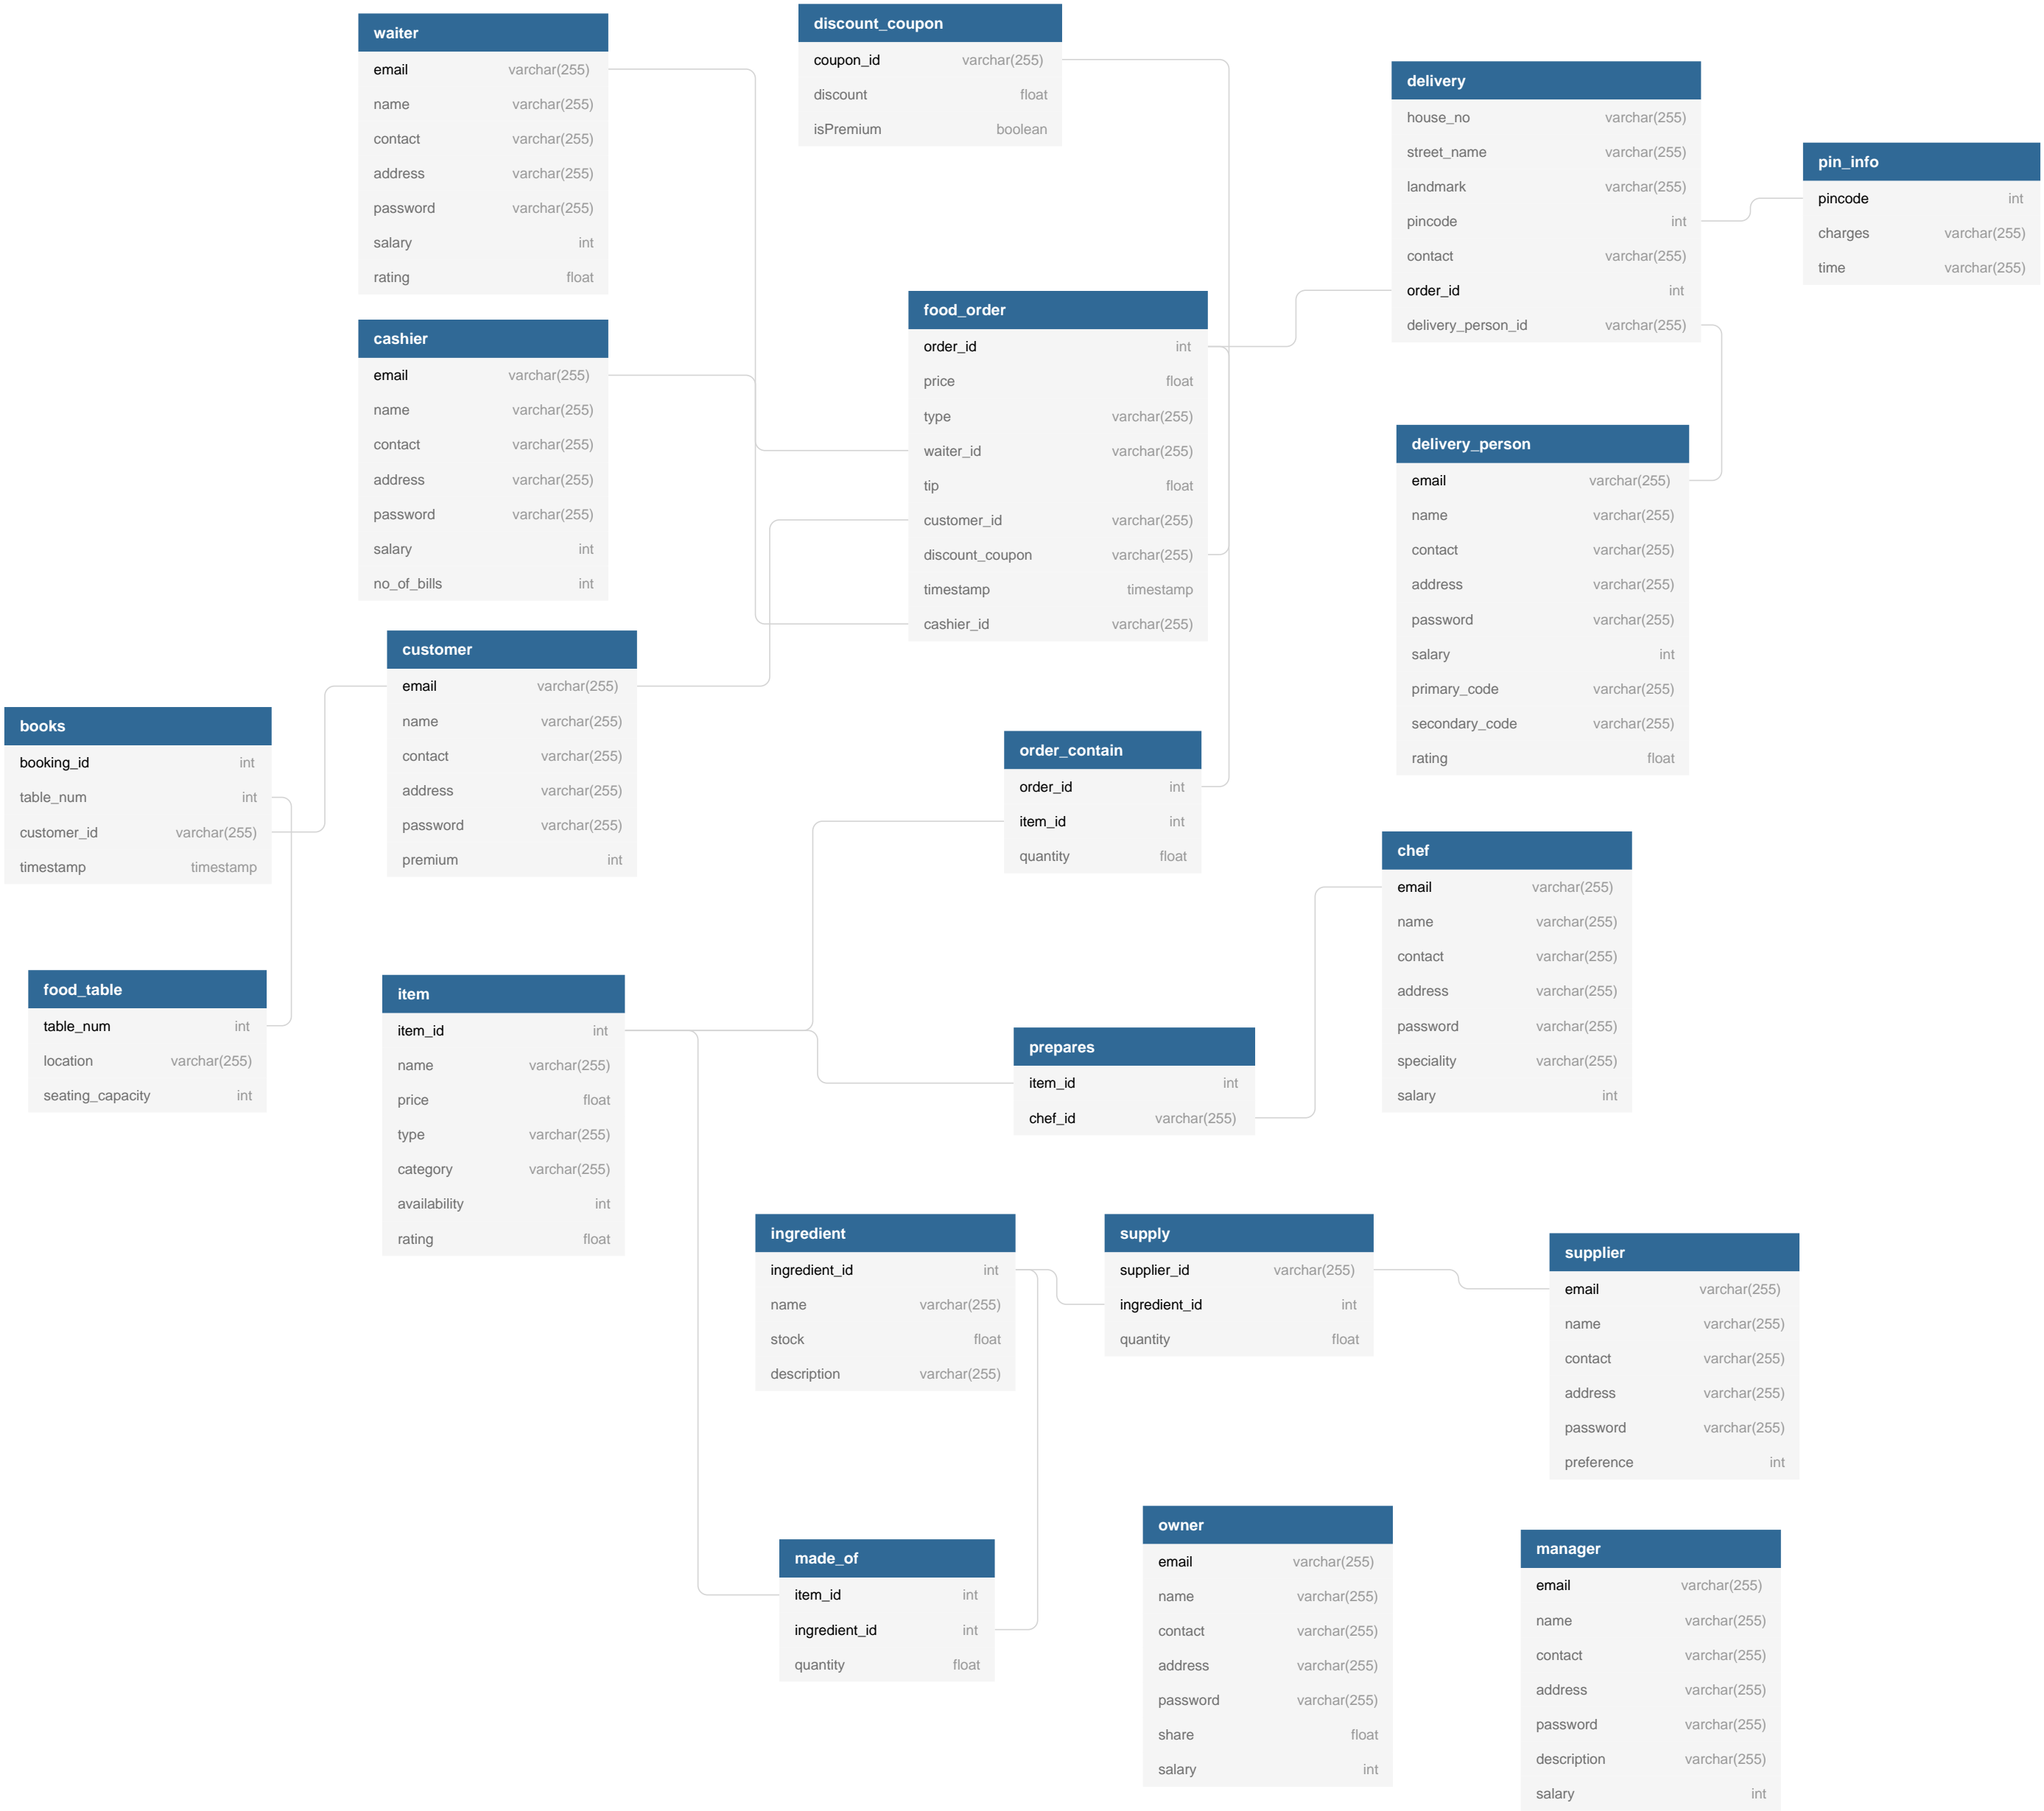 waiter
email varchar(255)
name varchar(255)
contact varchar(255)
address varchar(255)
password varchar(255)
salary int
rating float
discount_coupon
coupon_id varchar(255)
discount float
isPremium boolean
delivery
house_no varchar(255)
street_name varchar(255)
landmark varchar(255)
pincode int
contact varchar(255)
order_id int
delivery_person_id varchar(255)
pin_info
pincode int
charges varchar(255)
time varchar(255)
cashier
email varchar(255)
name varchar(255)
contact varchar(255)
address varchar(255)
password varchar(255)
salary int
no_of_bills int
food_order
order_id int
price float
type varchar(255)
waiter_id varchar(255)
tip float
customer_id varchar(255)
discount_coupon varchar(255)
timestamp timestamp
cashier_id varchar(255)
delivery_person
email varchar(255)
name varchar(255)
contact varchar(255)
address varchar(255)
password varchar(255)
salary int
primary_code varchar(255)
secondary_code varchar(255)
rating float
customer
email varchar(255)
name varchar(255)
contact varchar(255)
address varchar(255)
password varchar(255)
premium int
books
booking_id int
table_num int
customer_id varchar(255)
timestamp timestamp
order_contain
order_id int
item_id int
quantity float
chef
email varchar(255)
name varchar(255)
contact varchar(255)
address varchar(255)
password varchar(255)
speciality varchar(255)
salary int
food_table
table_num int
location varchar(255)
seating_capacity int
item
item_id int
name varchar(255)
price float
type varchar(255)
category varchar(255)
availability int
rating float
prepares
item_id int
chef_id varchar(255)
ingredient
ingredient_id int
name varchar(255)
stock float
description varchar(255)
supply
supplier_id varchar(255)
ingredient_id int
quantity float
supplier
email varchar(255)
name varchar(255)
contact varchar(255)
address varchar(255)
password varchar(255)
preference int
made_of
item_id int
ingredient_id int
quantity float
owner
email varchar(255)
name varchar(255)
contact varchar(255)
address varchar(255)
password varchar(255)
share float
salary int
manager
email varchar(255)
name varchar(255)
contact varchar(255)
address varchar(255)
password varchar(255)
description varchar(255)
salary int